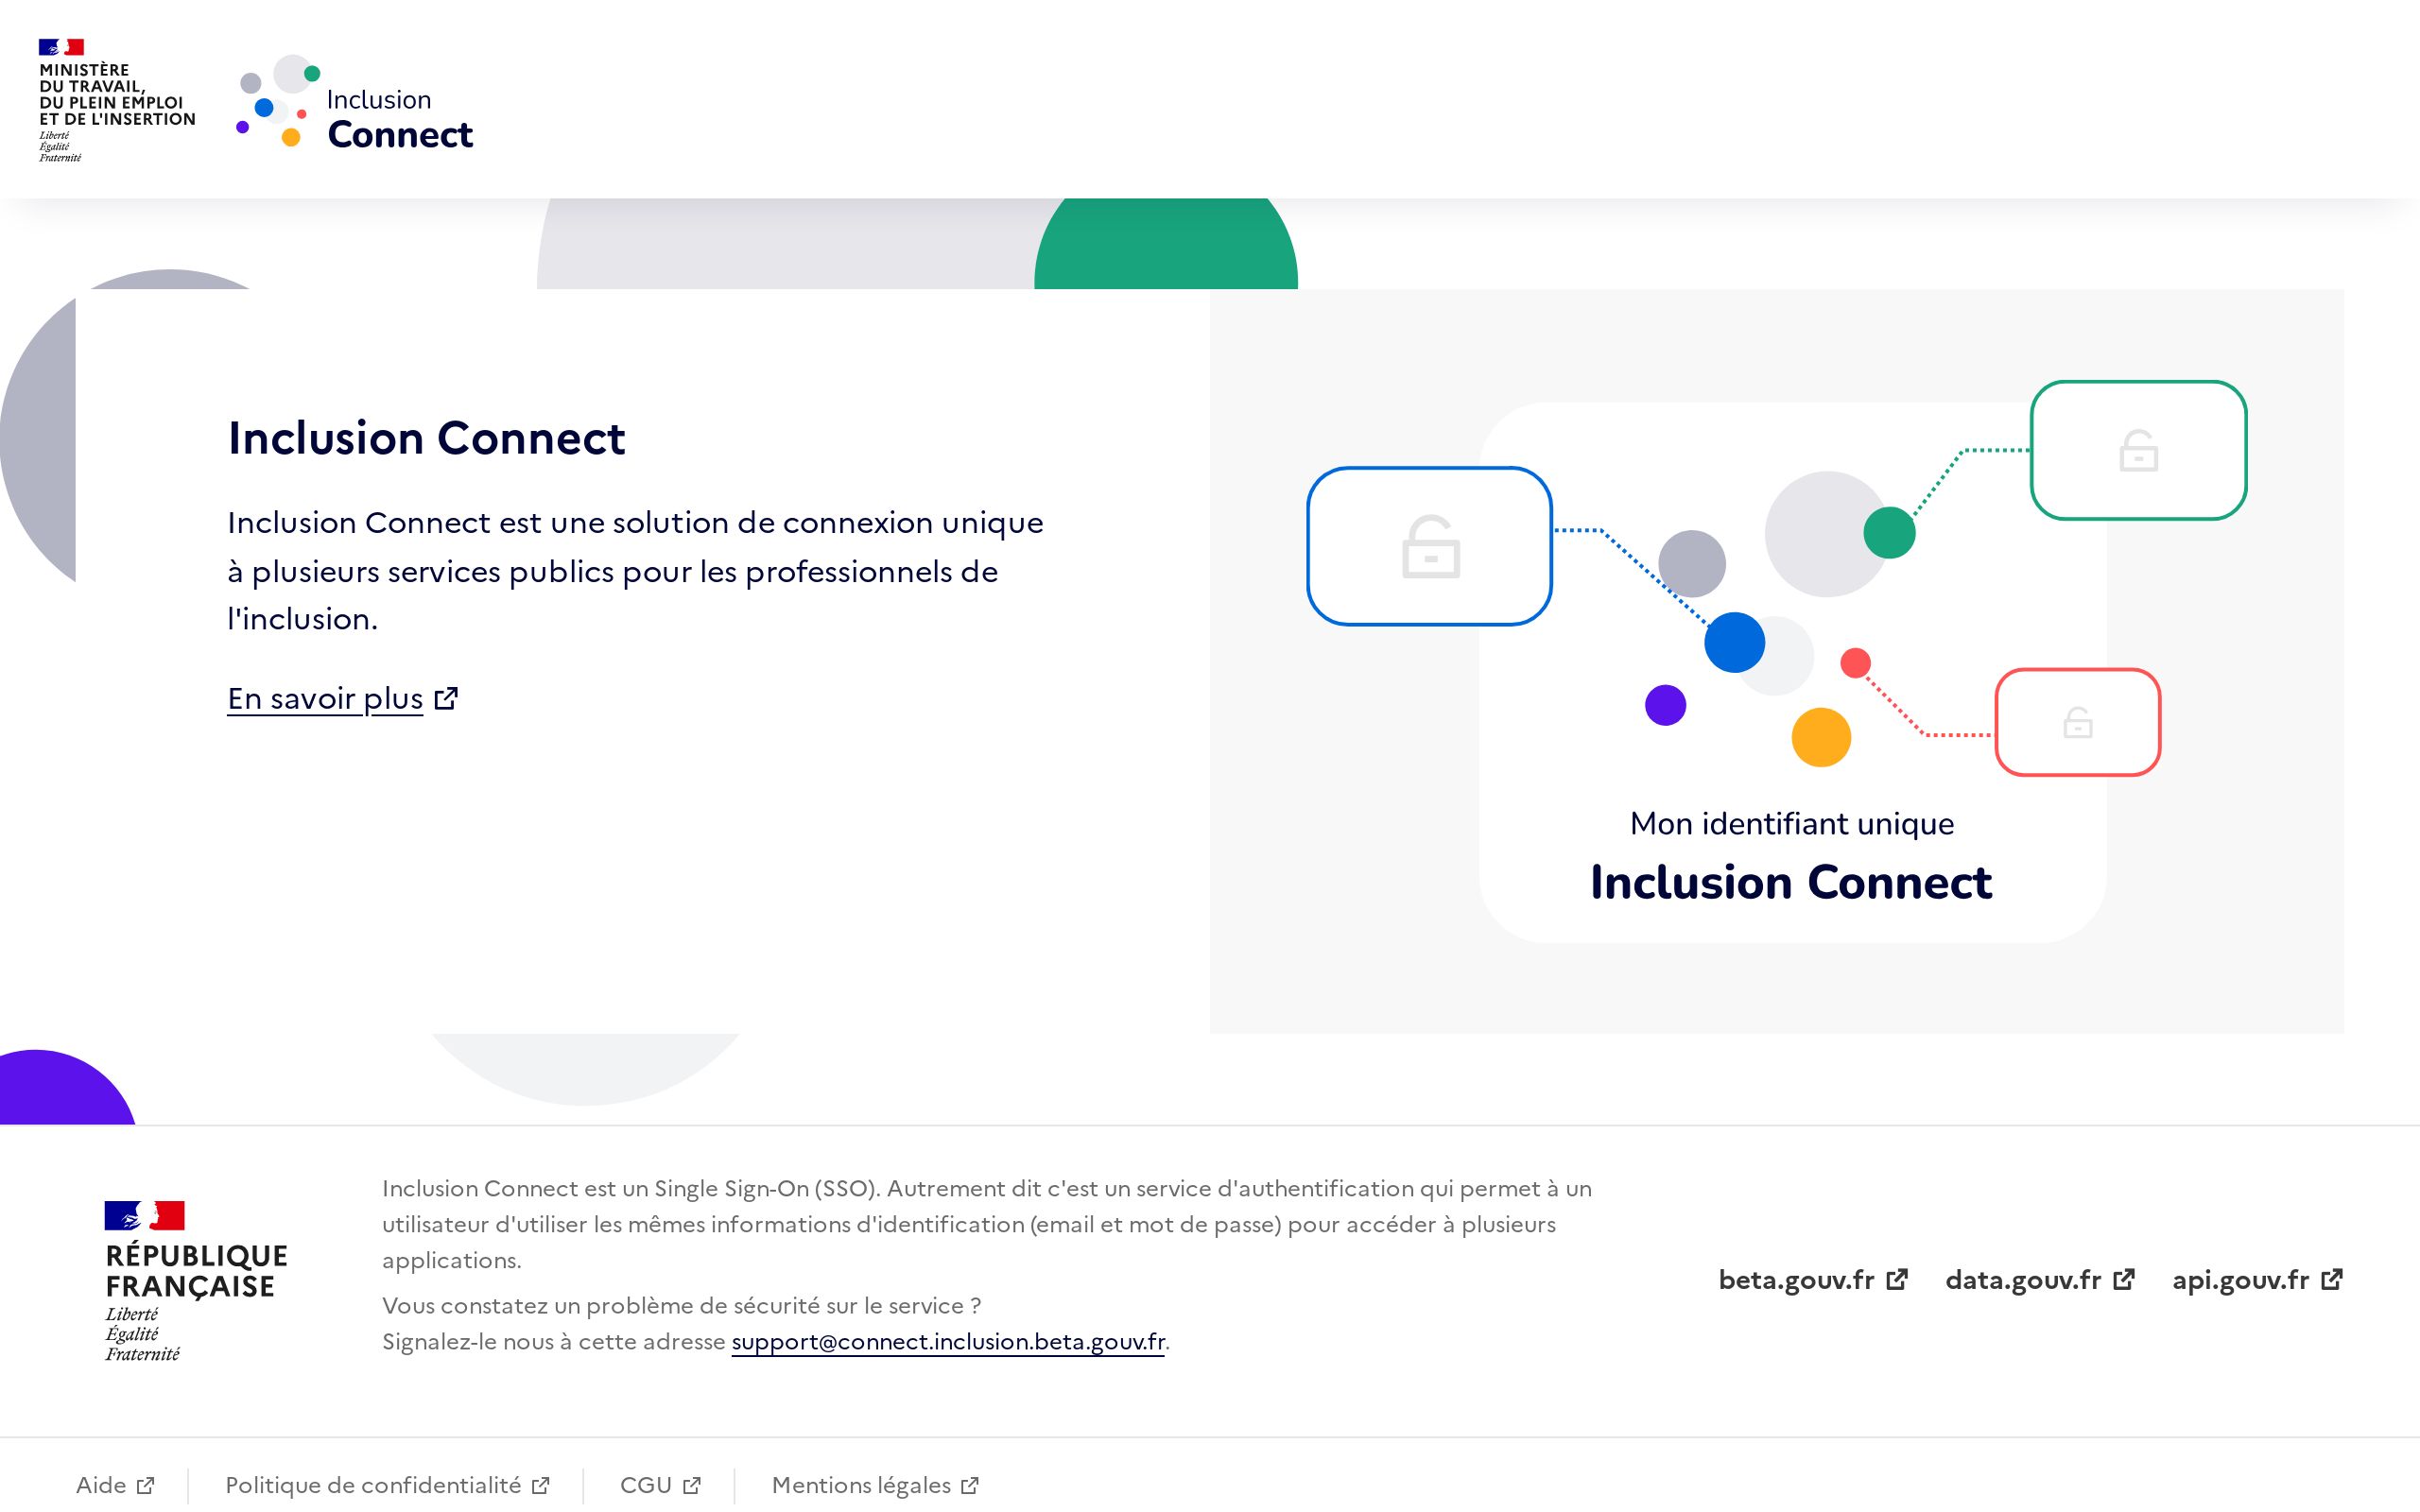 MINISTÈRE
DU TRAVAIL,
DU PLEIN EMPLOI
ET DE L'INSERTION
Liberté
Égalité
Fraternité
Inclusion
Connect
Inclusion Connect
Inclusion Connect est une solution de connexion unique
à plusieurs services publics pour les professionnels de
l'inclusion.
En savoir plus
Mon identifiant unique
Inclusion Connect
RÉPUBLIQUE
FRANÇAISE
Liberté
Égalité
Fraternité
Inclusion Connect est un Single Sign-On (SSO). Autrement dit c'est un service d'authentification qui permet à un
utilisateur d'utiliser les mêmes informations d'identification (email et mot de passe) pour accéder à plusieurs
applications.
Vous constatez un problème de sécurité sur le service ?
Signalez-le nous à cette adresse support@connect.inclusion.beta.gouv.fr.
beta.gouv.fr data.gouv.fr api.gouv.fr
Aide Politique de confidentialité CGU Mentions légales